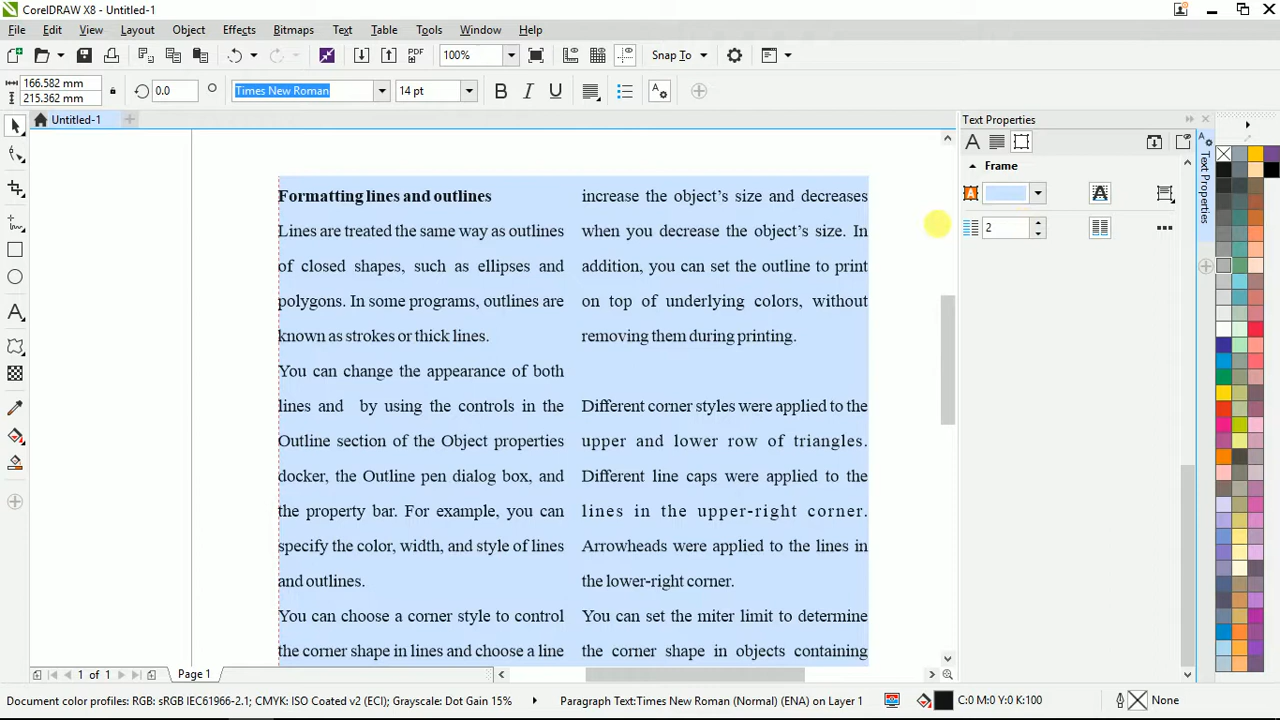 CorelDRAW X8 - Untitled-1
File Edit View Layout Object Effects Bitmaps Text Table Tools Window Help
PDF 100% Snap To
166.582 mm
215.362 mm
0.0 Times New Roman 14 pt B I U
Untitled-1
Text Properties
Frame
2
Text Properties
Formatting lines and outlines
Lines are treated the same way as outlines
of closed shapes, such as ellipses and
polygons. In some programs, outlines are
known as strokes or thick lines.
You can change the appearance of both
lines and by using the controls in the
Outline section of the Object properties
docker, the Outline pen dialog box, and
the property bar. For example, you can
specify the color, width, and style of lines
and outlines.
You can choose a corner style to control
the corner shape in lines and choose a line
increase the object’s size and decreases
when you decrease the object’s size. In
addition, you can set the outline to print
on top of underlying colors, without
removing them during printing.
Different corner styles were applied to the
upper and lower row of triangles.
Different line caps were applied to the
lines in the upper-right corner.
Arrowheads were applied to the lines in
the lower-right corner.
You can set the miter limit to determine
the corner shape in objects containing
1 of 1 Page 1
Document color profiles: RGB: sRGB IEC61966-2.1; CMYK: ISO Coated v2 (ECI); Grayscale: Dot Gain 15% Paragraph Text:Times New Roman (Normal) (ENA) on Layer 1 C:0 M:0 Y:0 K:100 None